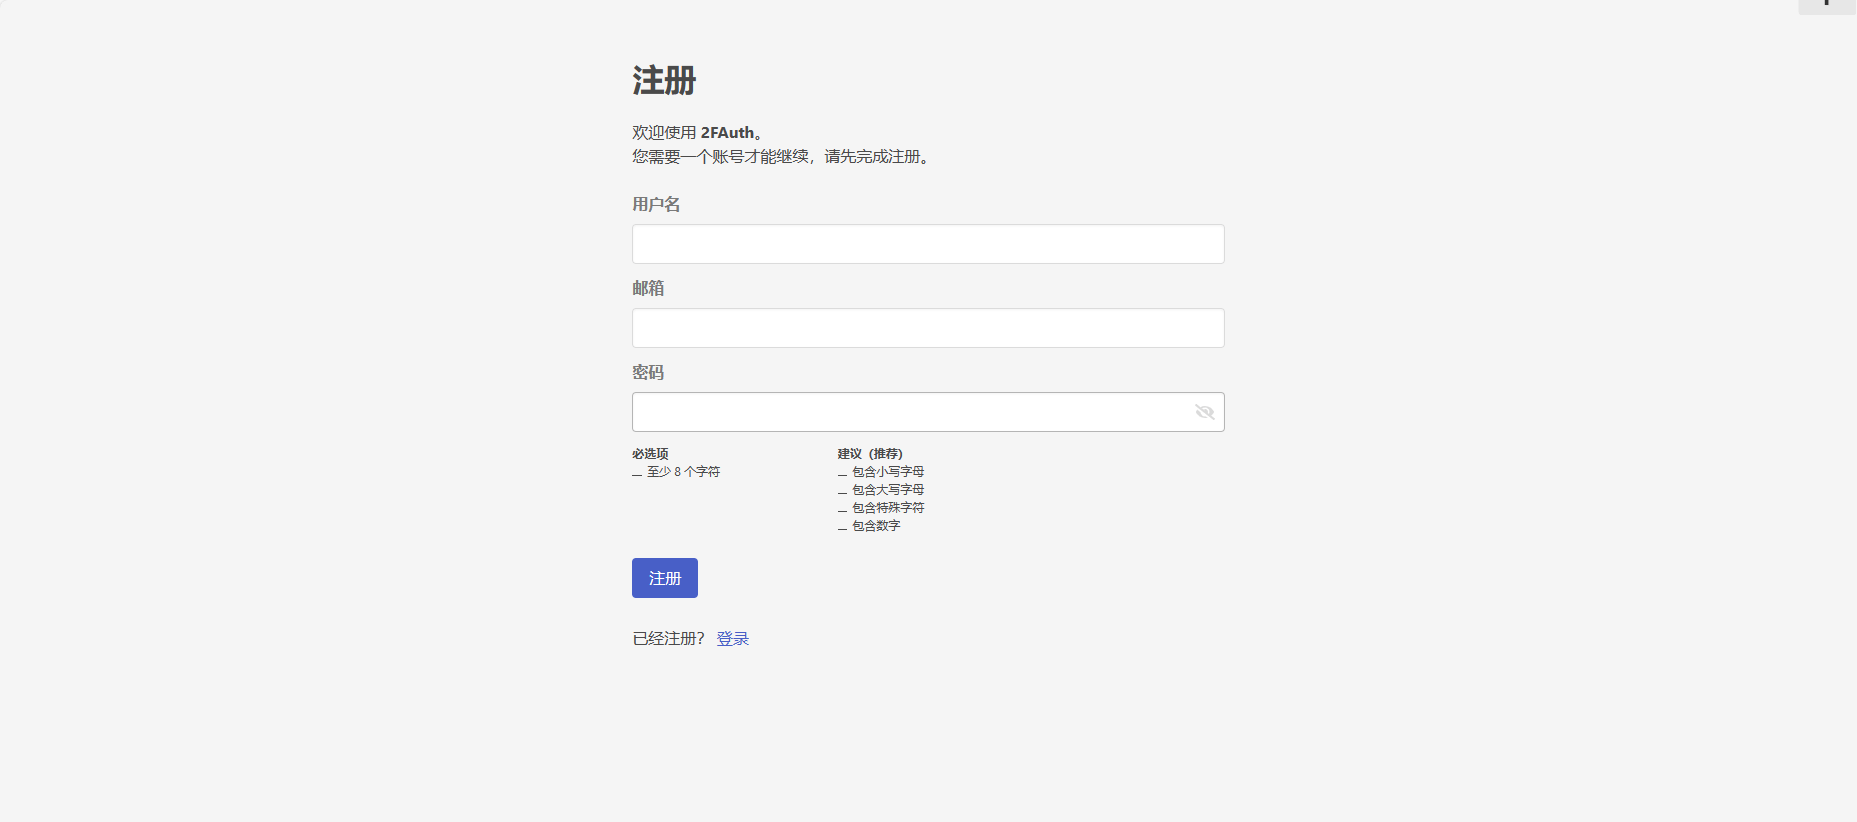 注册
欢迎使用 2FAuth。
您需要一个账号才能继续，请先完成注册。
用户名
邮箱
密码
必选项
_ 至少 8 个字符
建议（推荐）
_ 包含小写字母
_ 包含大写字母
_ 包含特殊字符
_ 包含数字
注册
已经注册？ 登录